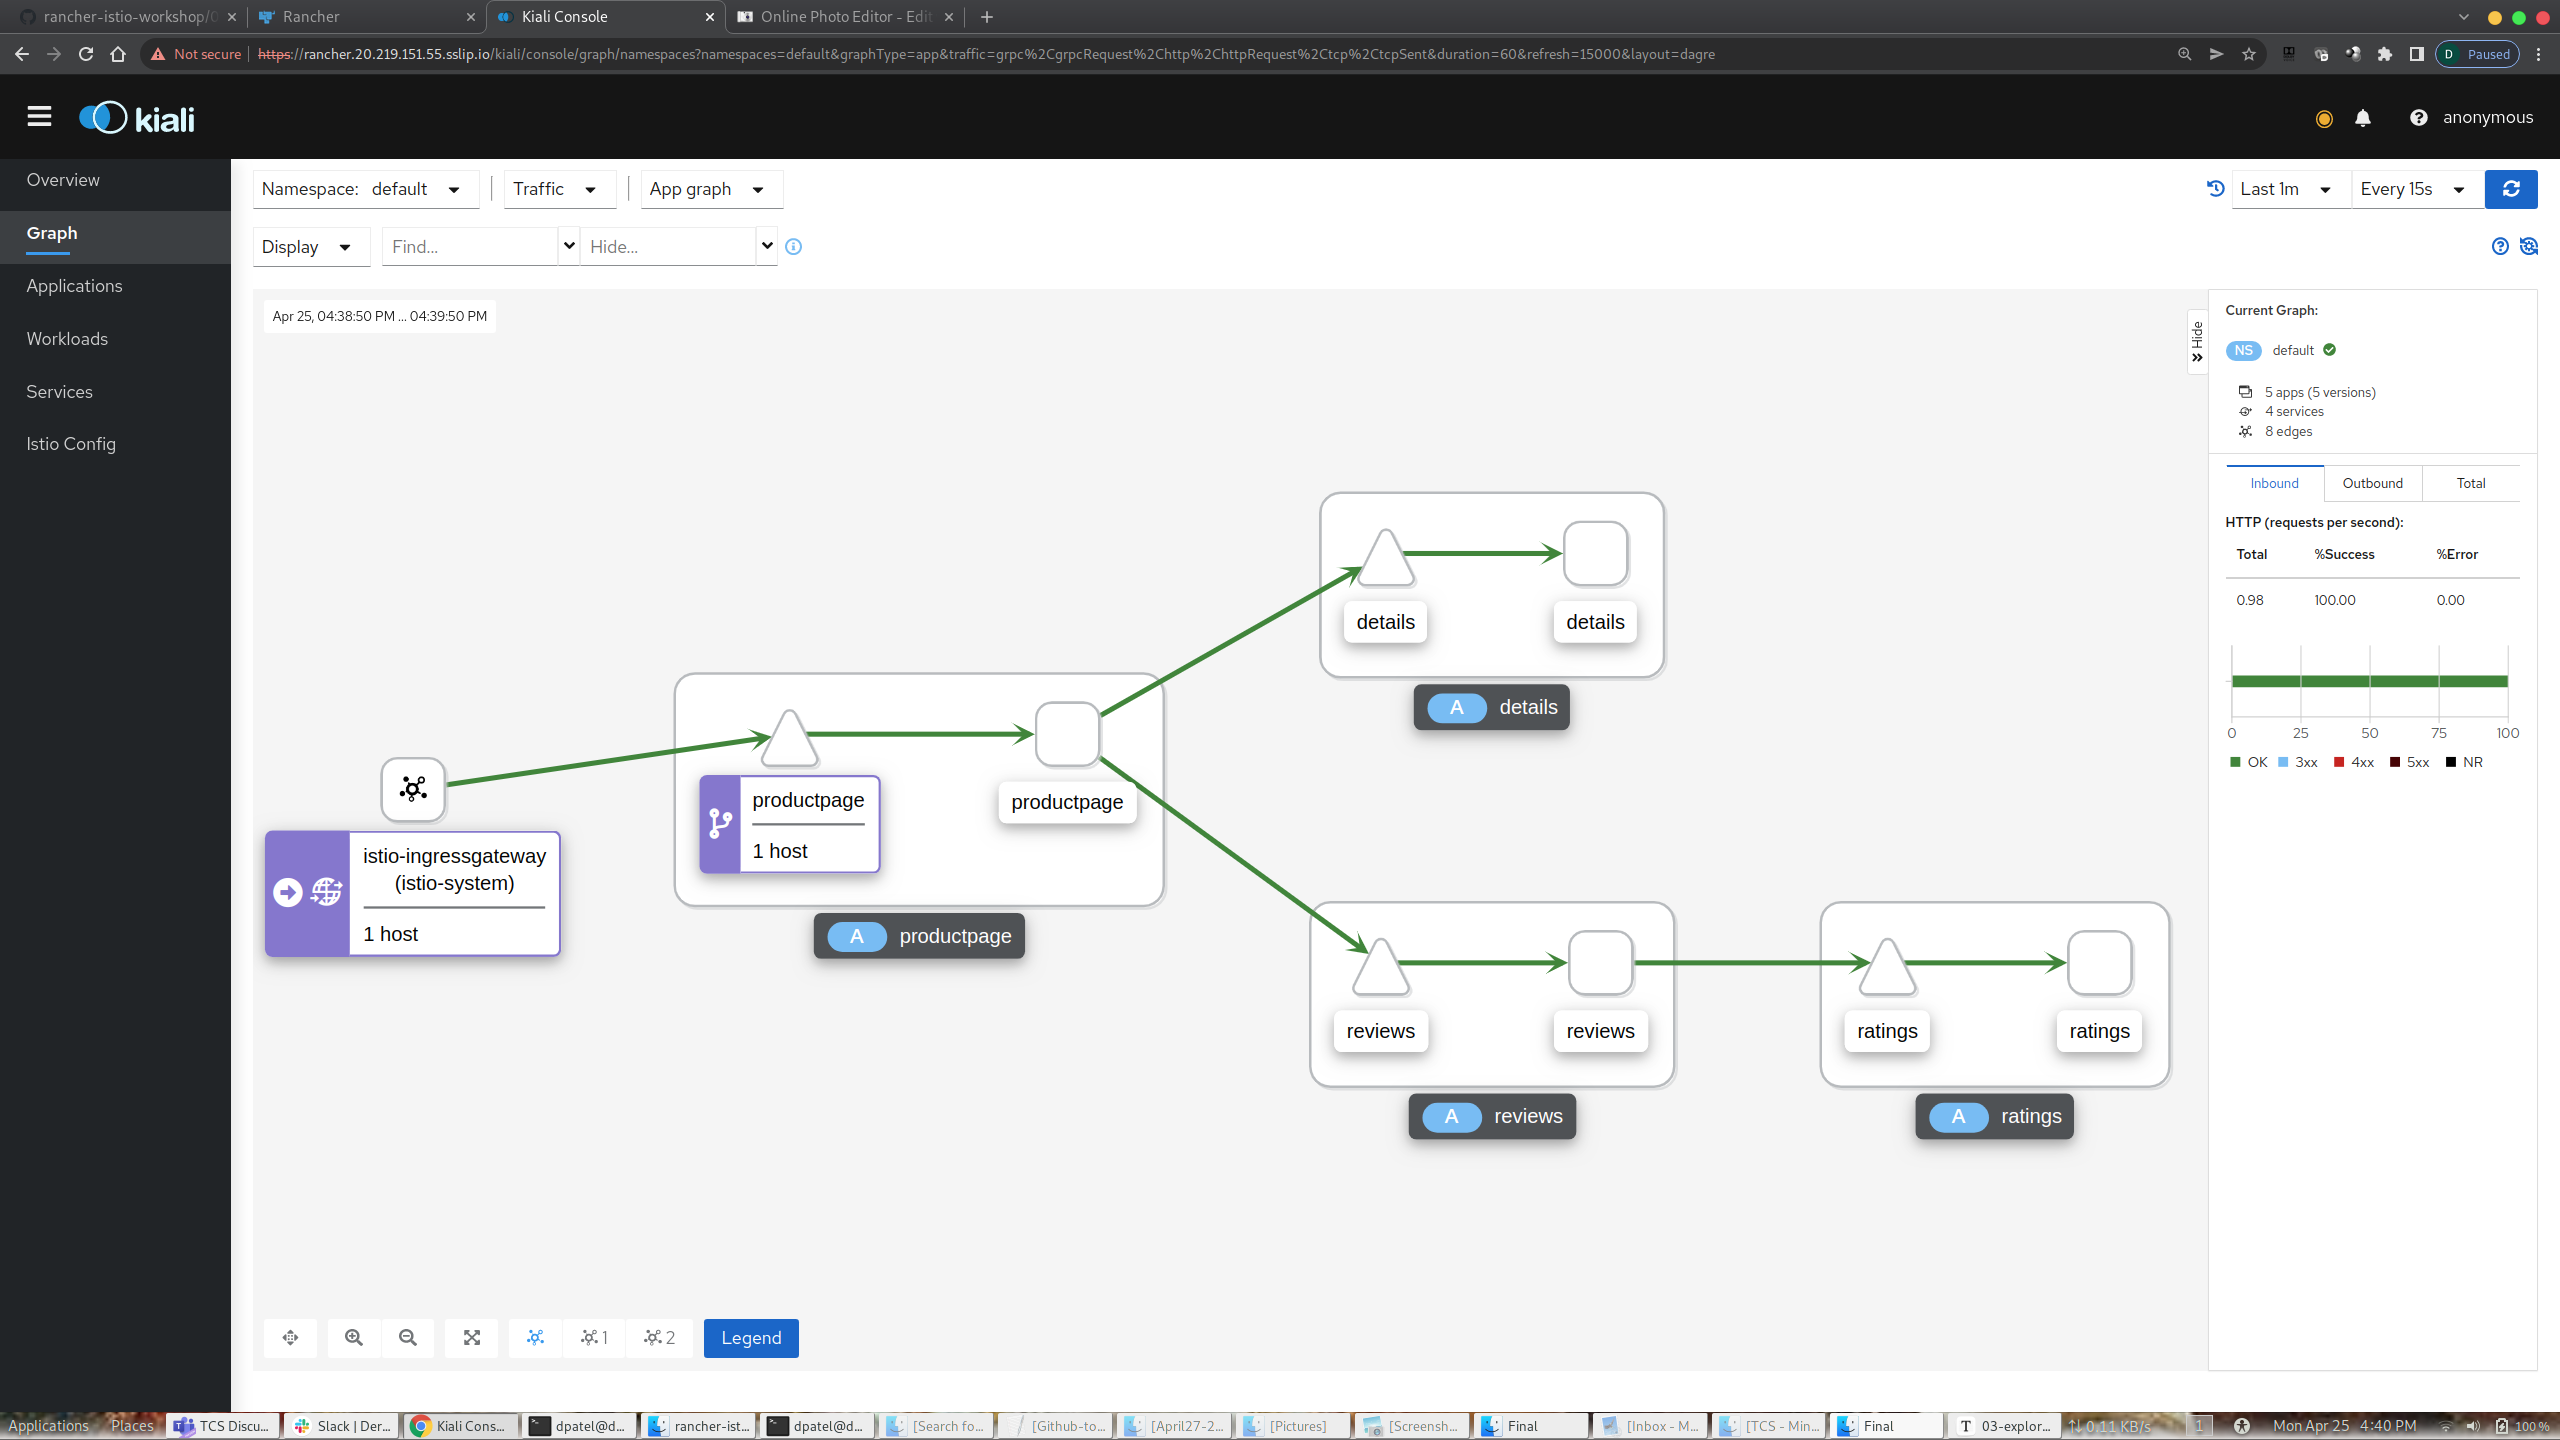 rancher-istio-workshop/
Rancher
Kiali Console
Online Photo Editor - Edit
Not secure
https://rancher.20.219.151.55.sslip.io/kiali/console/graph/namespaces?namespaces=default&graphType=app&traffic=grpc%2CgrpcRequest%2Chttp%2ChttpRequest%2Ctcp%2CtcpSent&duration=60&refresh=15000&layout=dagre
D Paused
kiali
anonymous
Overview
Graph
Applications
Workloads
Services
Istio Config
Namespace: default
Traffic
App graph
Last 1m
Every 15s
Display
Find...
Hide...
Apr 25, 04:38:50 PM ... 04:39:50 PM
Hide
details
details
A details
productpage
1 host
productpage
A productpage
istio-ingressgateway
(istio-system)
1 host
reviews
reviews
A reviews
ratings
ratings
A ratings
1
2
Legend
Current Graph:
NS default
5 apps (5 versions)
4 services
8 edges
Inbound
Outbound
Total
HTTP (requests per second):
Total %Success %Error
0.98 100.00 0.00
0 25 50 75 100
OK 3xx 4xx 5xx NR
Applications
Places
TCS Discu...
Slack | Der...
Kiali Cons...
dpatel@d...
rancher-ist...
dpatel@d...
[Search fo...
[Github-to...
[April27-2...
[Pictures]
[Screensh...
Final
[Inbox - M...
[TCS - Min...
Final
03-explor...
0.11 KB/s
1
Mon Apr 25 4:40 PM
100 %